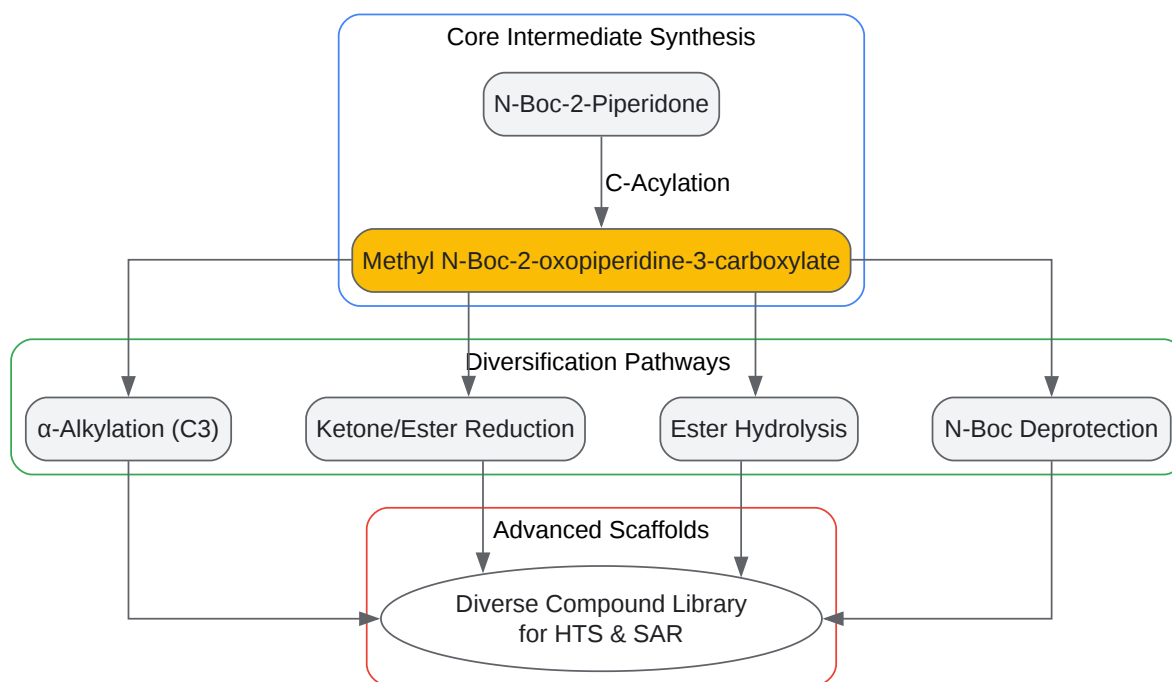 Core Intermediate Synthesis
N-Boc-2-Piperidone
C-Acylation
Methyl N-Boc-2-oxopiperidine-3-carboxylate
Diversification Pathways
α-Alkylation (C3)
Ketone/Ester Reduction
Ester Hydrolysis
N-Boc Deprotection
Advanced Scaffolds
Diverse Compound Library
for HTS & SAR